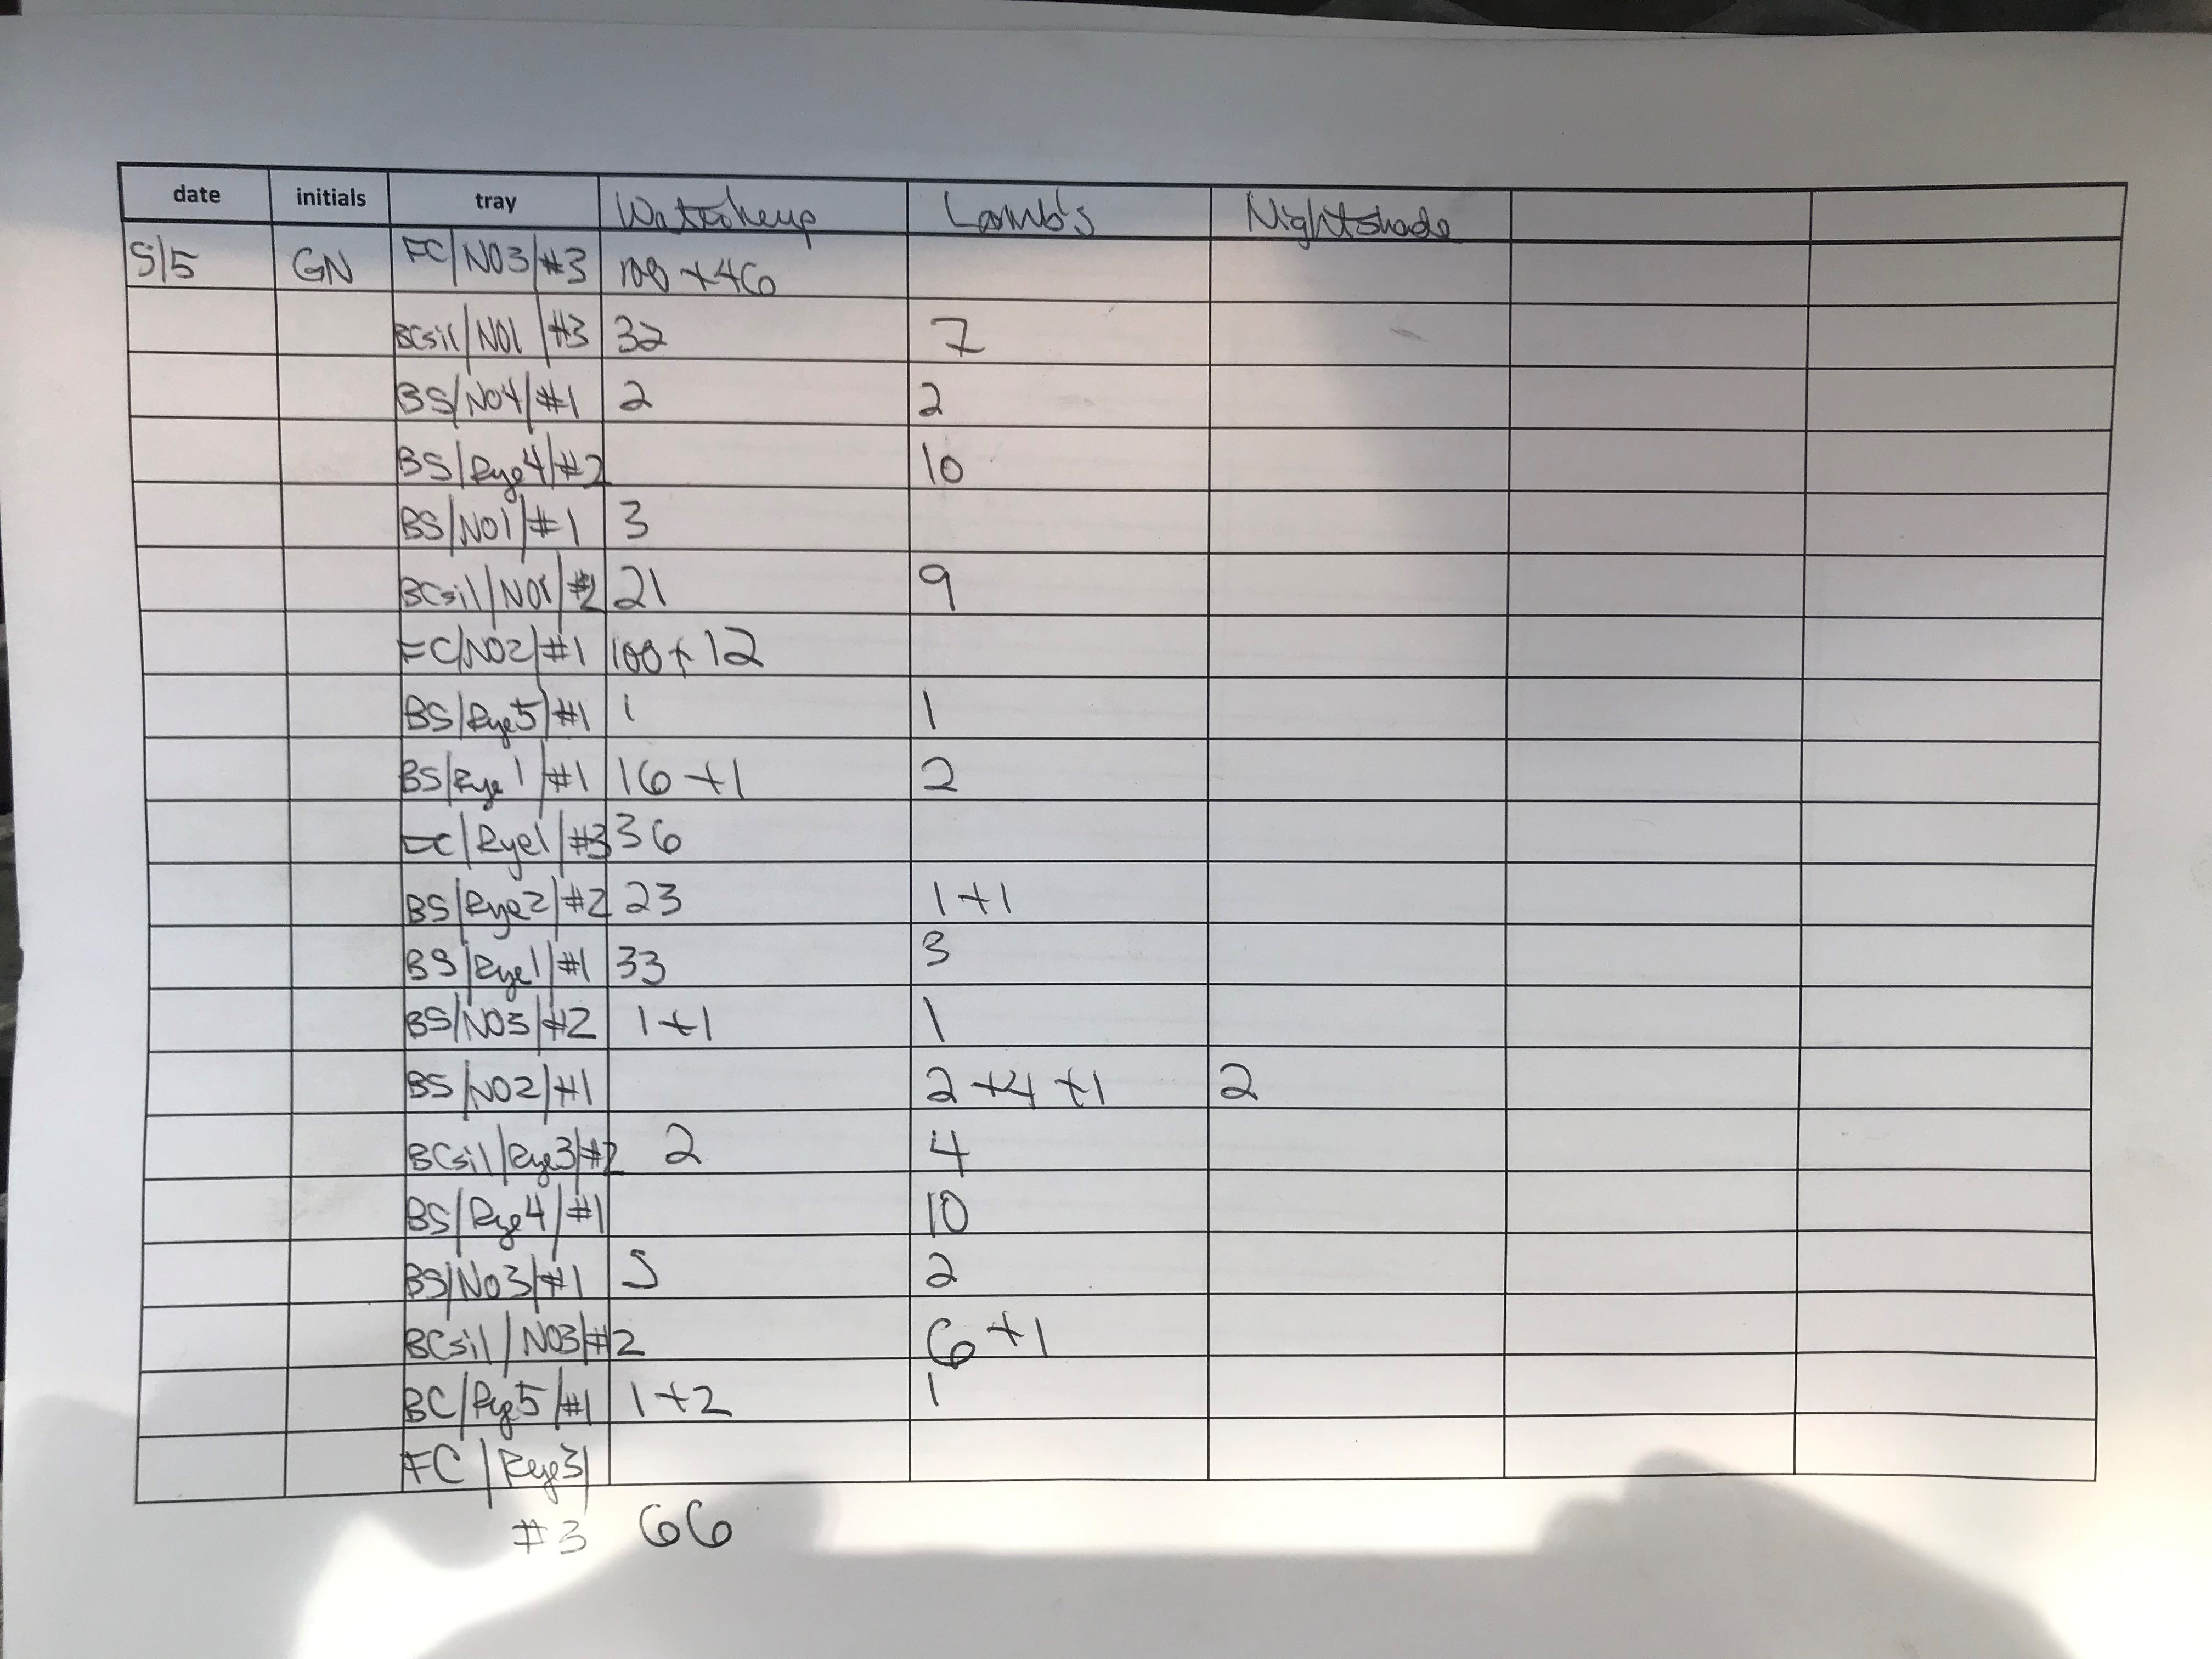 date initials tray Waterhemp Lamb's Nightshade
5/5 GN FC/NO3/#3 100 +46
BCsil/NO1/#3 32 7
BS/NO4/#1 2 2
BS/Rye4/#2 10
BS/NO1/#1 3
BCsil/NO1/#2 21 9
FC/NO2/#1 100+12
BS/Rye5/#1 1 1
BS/Rye1/#1 16 +1 2
FC/Rye1/#3 36
BS/Rye2/#2 23 1+1
BS/Rye1/#1 33 3
BS/NO5/#2 1+1 1
BS/NO2/#1 2 +4 +1 2
BCsil/Rye3/#2 2 4
BS/Rye4/#1 10
BS/NO3/#1 5 2
BCsil/NO3/#2 6+1
BC/Rye5/#1 1+2 1
FC/Rye3/
#3 66